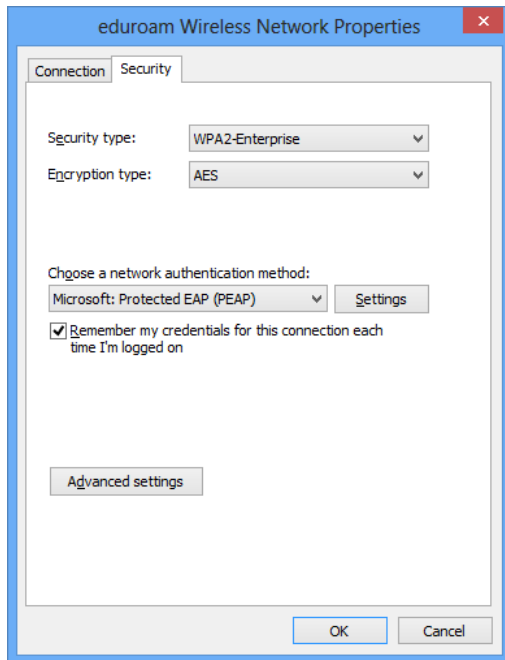 eduroam Wireless Network Properties
Connection Security
Security type: WPA2-Enterprise
Encryption type: AES
Choose a network authentication method:
Microsoft: Protected EAP (PEAP) Settings
Remember my credentials for this connection each
time I'm logged on
Advanced settings
OK Cancel